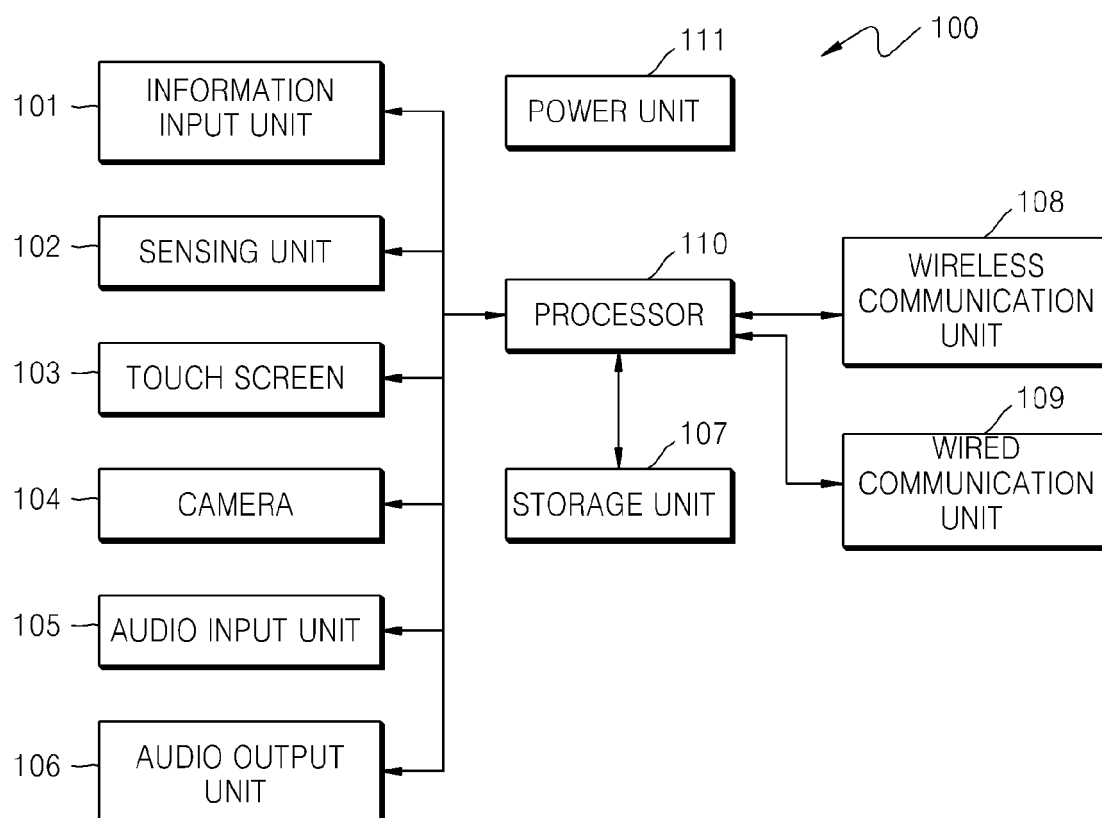 100
111
POWER UNIT
101
INFORMATION
INPUT UNIT
102
SENSING UNIT
103
TOUCH SCREEN
104
CAMERA
105
AUDIO INPUT UNIT
106
AUDIO OUTPUT
UNIT
110
PROCESSOR
107
STORAGE UNIT
108
WIRELESS
COMMUNICATION
UNIT
109
WIRED
COMMUNICATION
UNIT